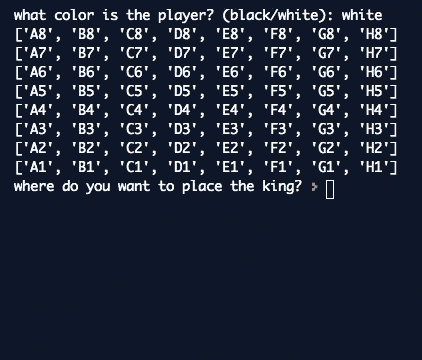 what color is the player? (black/white): white
['A8', 'B8', 'C8', 'D8', 'E8', 'F8', 'G8', 'H8']
['A7', 'B7', 'C7', 'D7', 'E7', 'F7', 'G7', 'H7']
['A6', 'B6', 'C6', 'D6', 'E6', 'F6', 'G6', 'H6']
['A5', 'B5', 'C5', 'D5', 'E5', 'F5', 'G5', 'H5']
['A4', 'B4', 'C4', 'D4', 'E4', 'F4', 'G4', 'H4']
['A3', 'B3', 'C3', 'D3', 'E3', 'F3', 'G3', 'H3']
['A2', 'B2', 'C2', 'D2', 'E2', 'F2', 'G2', 'H2']
['A1', 'B1', 'C1', 'D1', 'E1', 'F1', 'G1', 'H1']
where do you want to place the king?